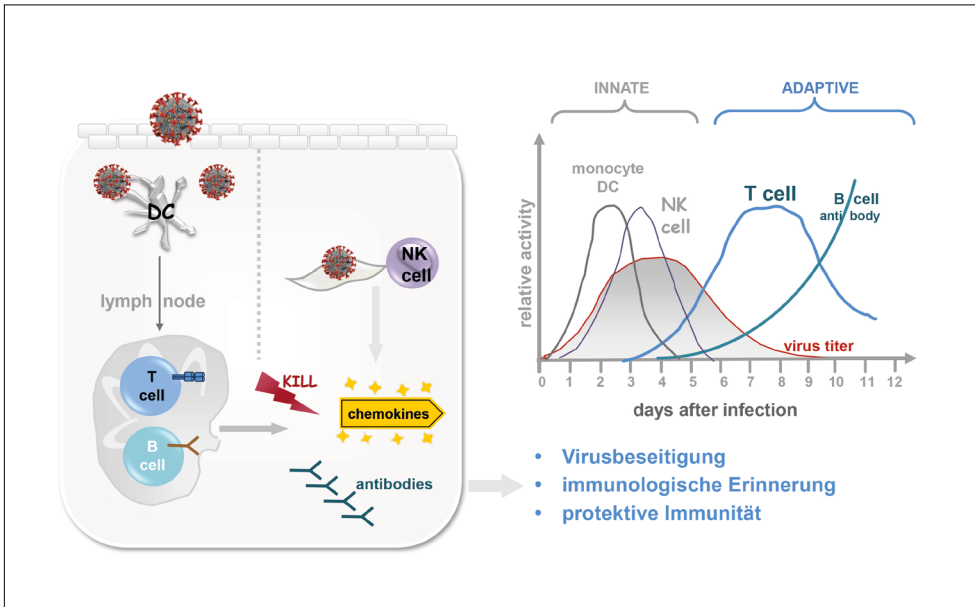 DC
lymph node
T
cell
B
cell
NK
cell
KILL
chemokines
antibodies
INNATE
ADAPTIVE
relative activity
monocyte
DC
NK
cell
T cell
B cell
anti body
virus titer
0 1 2 3 4 5 6 7 8 9 10 11 12
days after infection
• Virusbeseitigung
• immunologische Erinnerung
• protektive Immunität